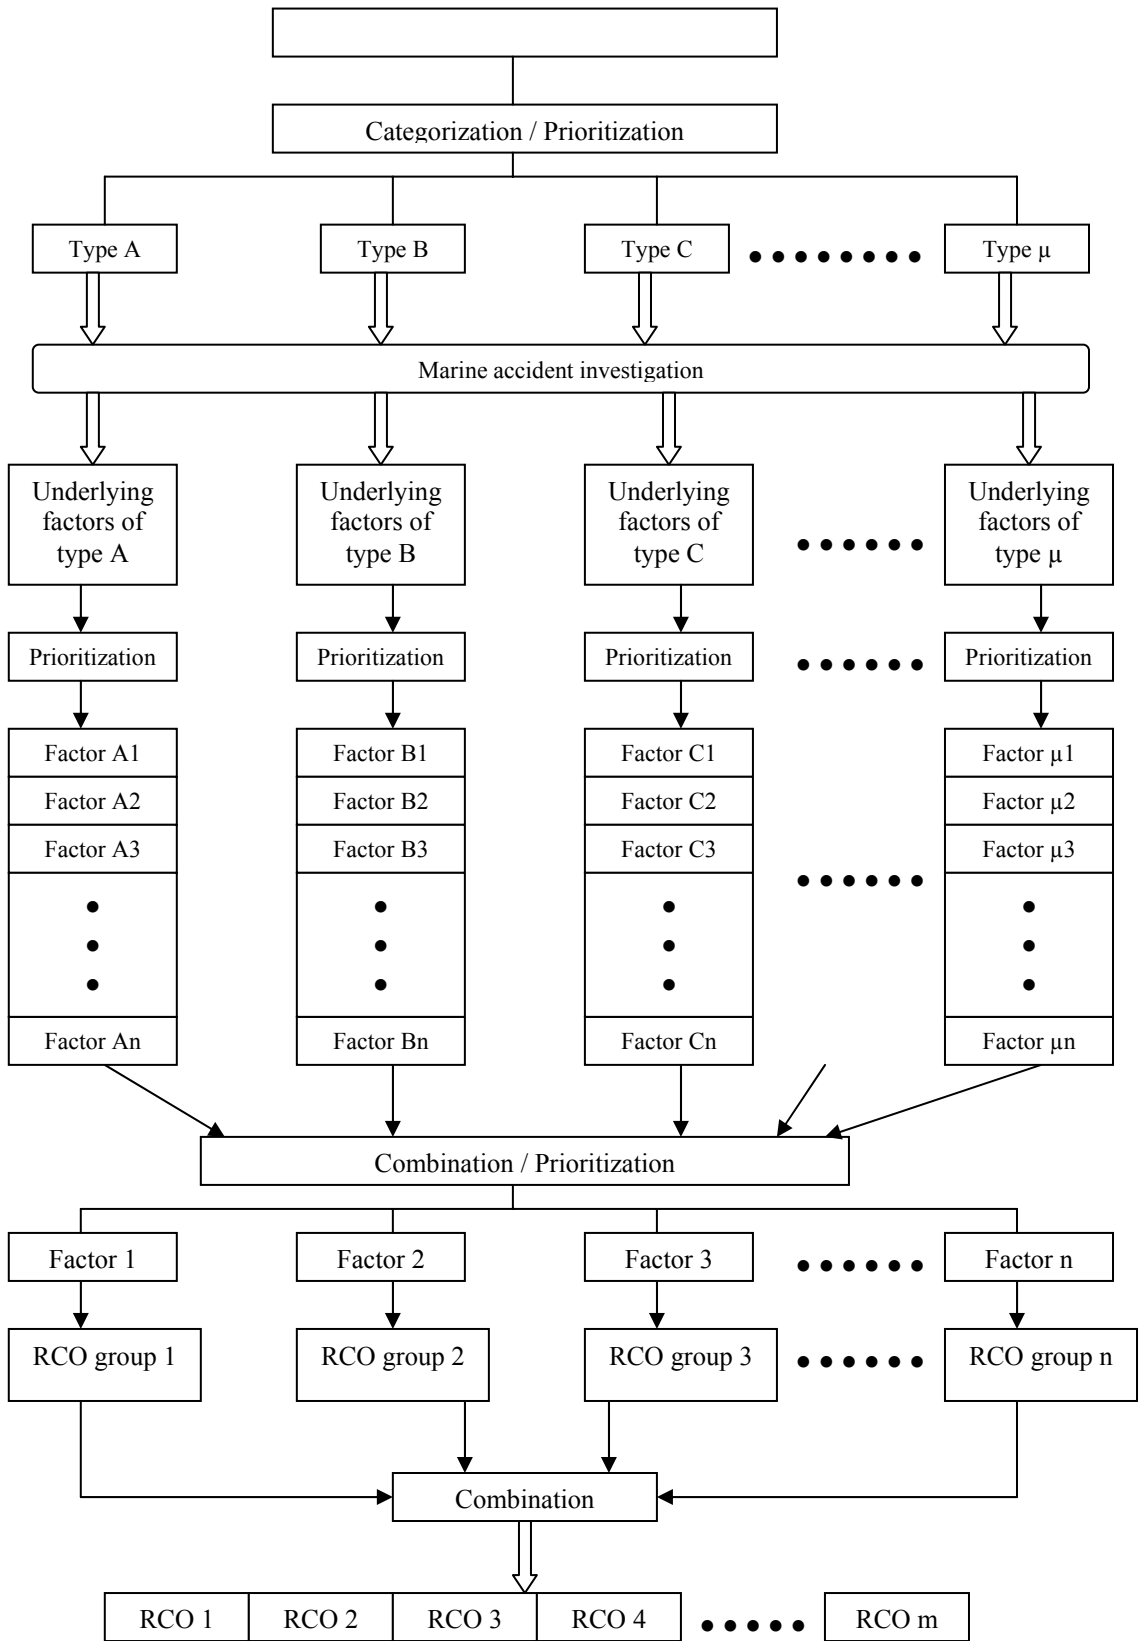 Categorization / Prioritization
Type A
Type B
Type C
Type µ
Marine accident investigation
Underlying
factors of
type A
Underlying
factors of
type B
Underlying
factors of
type C
Underlying
factors of
type µ
Prioritization
Prioritization
Prioritization
Prioritization
Factor A1
Factor B1
Factor C1
Factor µ1
Factor A2
Factor B2
Factor C2
Factor µ2
Factor A3
Factor B3
Factor C3
Factor µ3
Factor An
Factor Bn
Factor Cn
Factor µn
Combination / Prioritization
Factor 1
Factor 2
Factor 3
Factor n
RCO group 1
RCO group 2
RCO group 3
RCO group n
Combination
RCO 1
RCO 2
RCO 3
RCO 4
RCO m